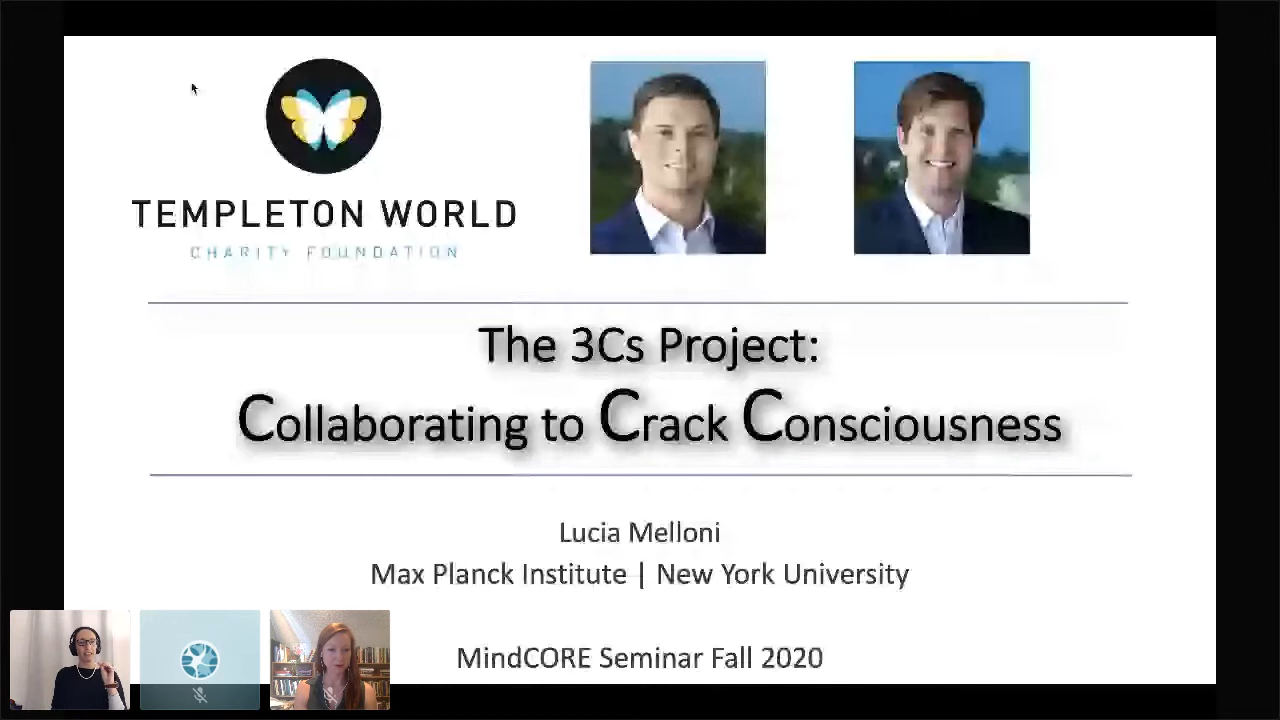 TEMPLETON WORLD
CHARITY FOUNDATION
The 3Cs Project:
Collaborating to Crack Consciousness
Lucia Melloni
Max Planck Institute | New York University
MindCORE Seminar Fall 2020